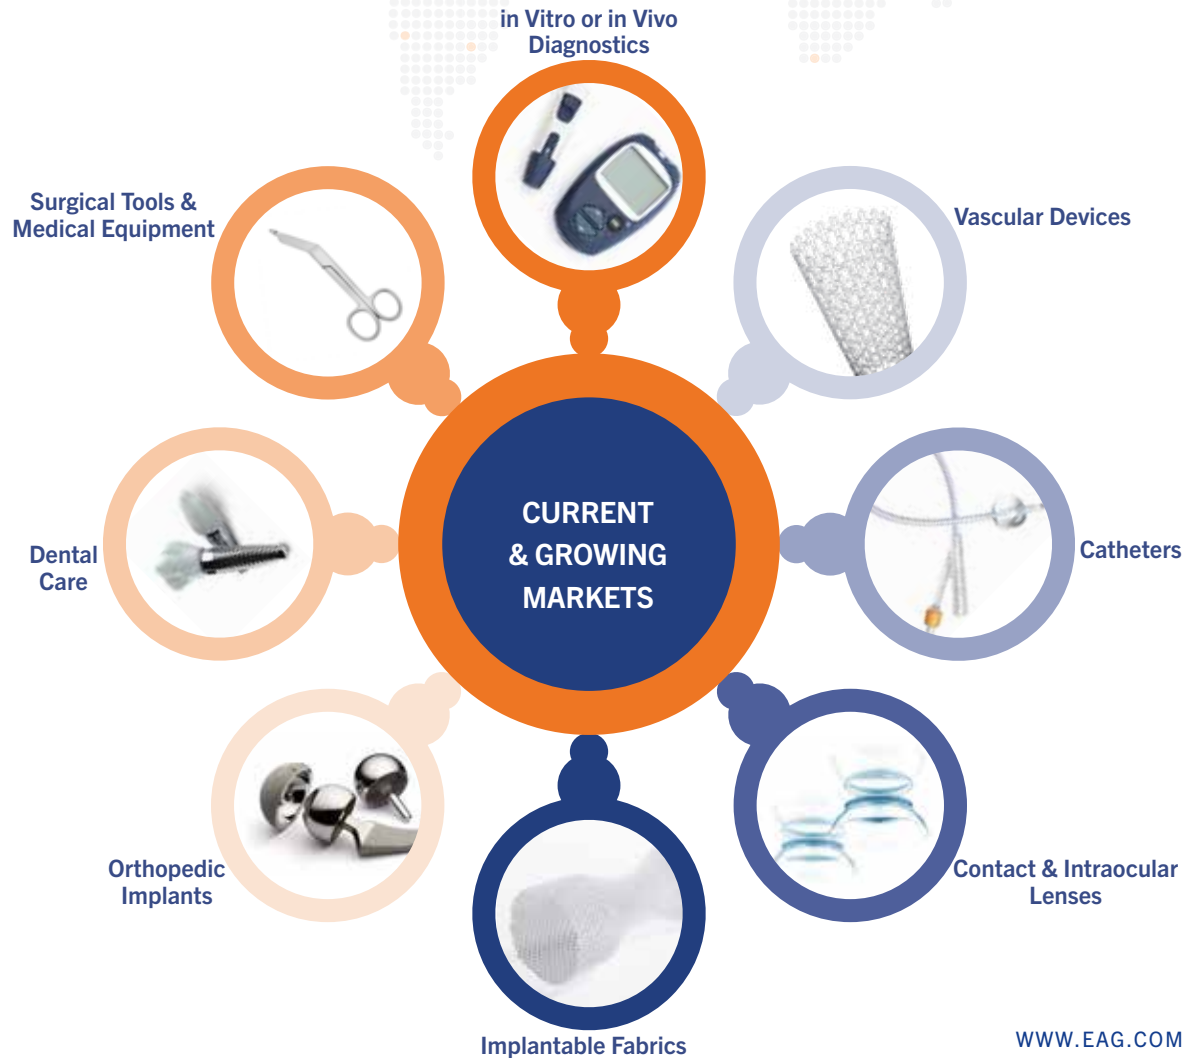 in Vitro or in Vivo
Diagnostics
Surgical Tools &
Medical Equipment
Vascular Devices
CURRENT
& GROWING
MARKETS
Dental
Care
Catheters
Orthopedic
Implants
Contact & Intraocular
Lenses
Implantable Fabrics
WWW.EAG.COM